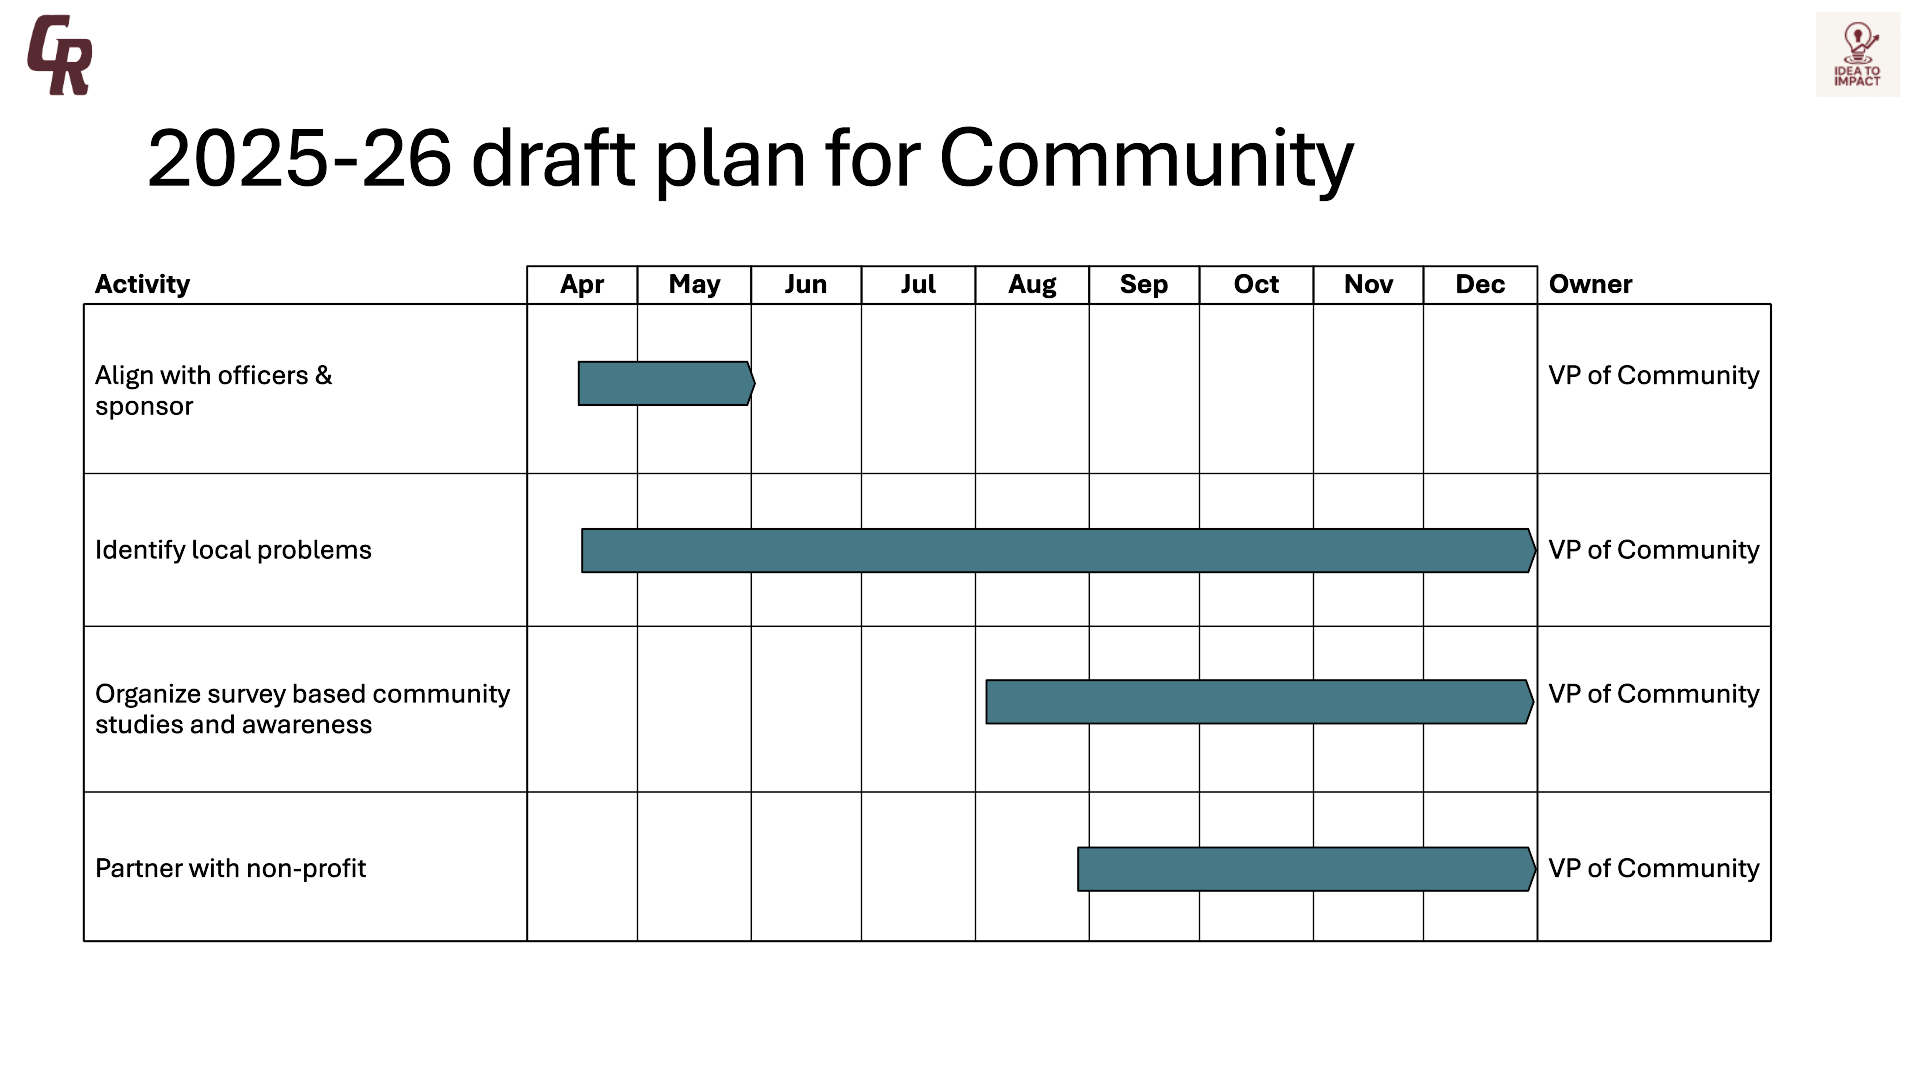 CR
IDEA TO
IMPACT
2025-26 draft plan for Community
Activity Apr May Jun Jul Aug Sep Oct Nov Dec Owner
Align with officers &
sponsor
VP of Community
Identify local problems
VP of Community
Organize survey based community
studies and awareness
VP of Community
Partner with non-profit
VP of Community